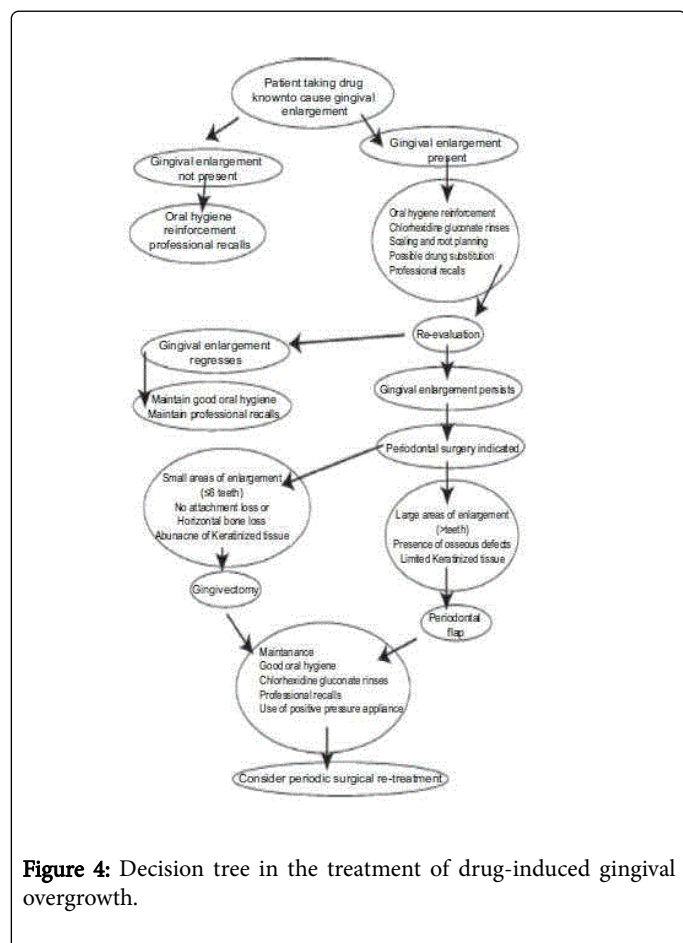 Patient taking drug
knownto cause gingival
enlargement
Gingival enlargement
not present
Gingival enlargement
present
Oral hygiene
reinforcement
professional recalls
Oral hygiene reinforcement
Chlorhexidine gluconate rinses
Scaling and root planning
Possible drung substitution
Professional recalls
Re-evaluation
Gingival enlargement
regresses
Gingival enlargement persists
Maintain good oral hygiene
Maintain professional recalls
Periodontal surgery indicated
Small areas of enlargement
(≤6 teeth)
No attachment loss or
Horizontal bone loss
Abunacne of Keratinized tissue
Large areas of enlargement
(>teeth)
Presence of osseous defects
Limited Keratinized tissue
Gingivectomy
Periodontal
flap
Maintanance
Good oral hygiene
Chlorhexidine gluconate rinses
Professional recalls
Use of positive pressure appliance
Consider periodic surgical re-treatment
Figure 4: Decision tree in the treatment of drug-induced gingival
overgrowth.